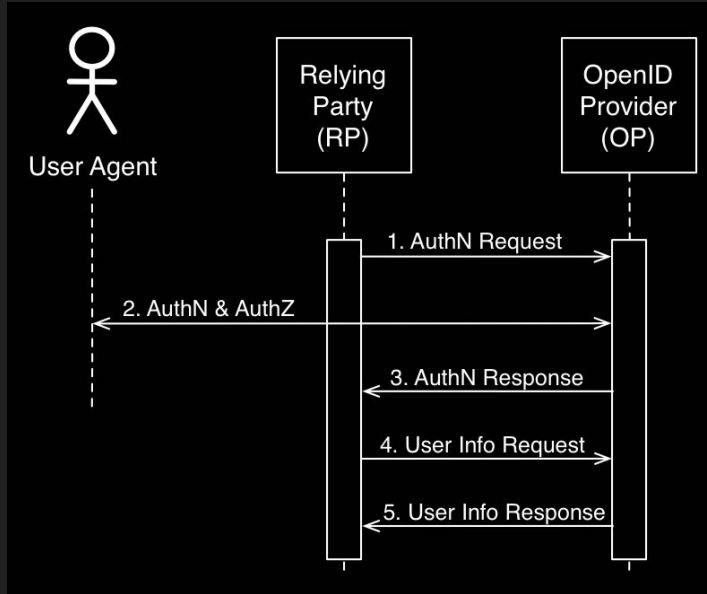 Relying
Party
(RP)
OpenID
Provider
(OP)
User Agent
1. AuthN Request
2. AuthN & AuthZ
3. AuthN Response
4. User Info Request
5. User Info Response